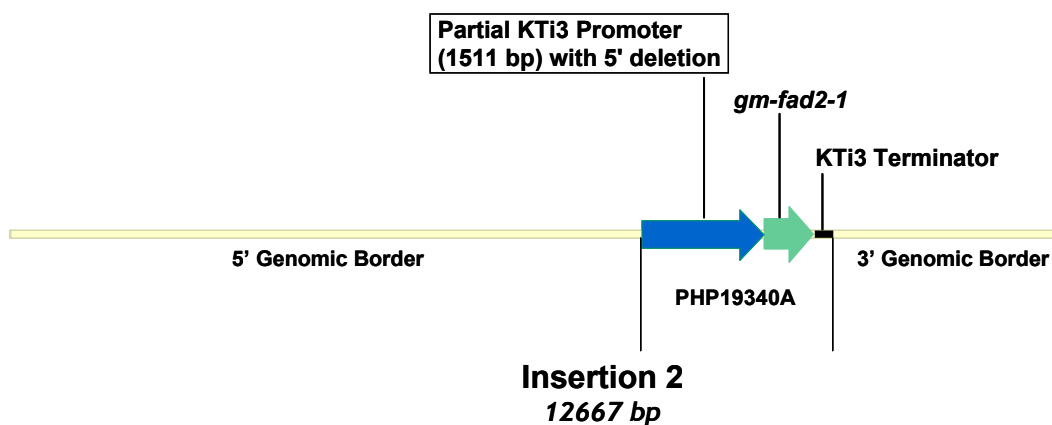 Partial KTi3 Promoter
(1511 bp) with 5' deletion
gm-fad2-1
KTi3 Terminator
5’ Genomic Border
3’ Genomic Border
PHP19340A
Insertion 2
12667 bp